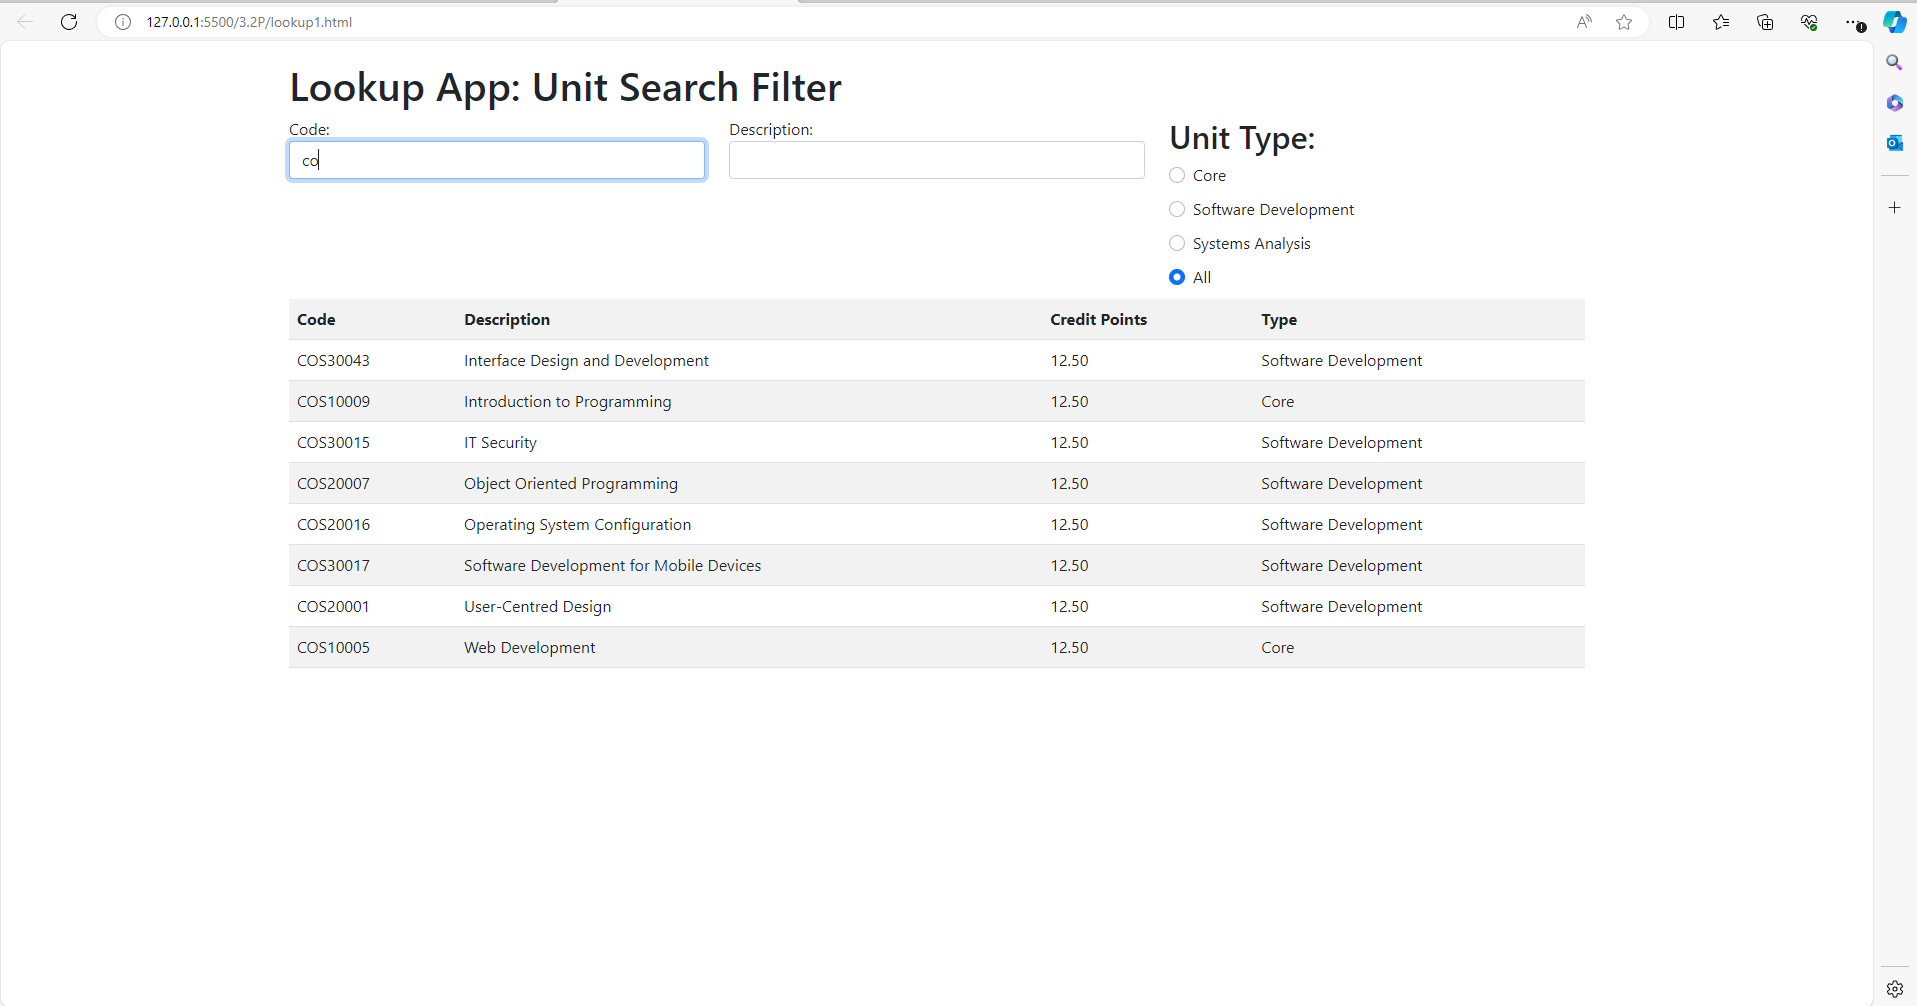 127.0.0.1:5500/3.2P/lookup1.html
Lookup App: Unit Search Filter
Code:
co
Description:
Unit Type:
Core
Software Development
Systems Analysis
All
Code Description Credit Points Type
COS30043 Interface Design and Development 12.50 Software Development
COS10009 Introduction to Programming 12.50 Core
COS30015 IT Security 12.50 Software Development
COS20007 Object Oriented Programming 12.50 Software Development
COS20016 Operating System Configuration 12.50 Software Development
COS30017 Software Development for Mobile Devices 12.50 Software Development
COS20001 User-Centred Design 12.50 Software Development
COS10005 Web Development 12.50 Core